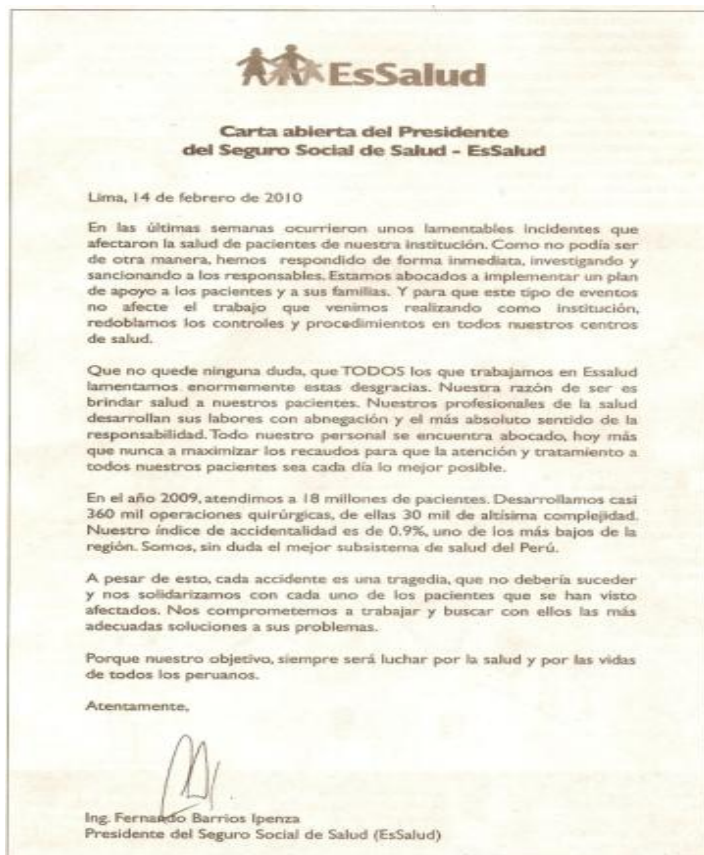 EsSalud
Carta abierta del Presidente
del Seguro Social de Salud - EsSalud
Lima, 14 de febrero de 2010
En las últimas semanas ocurrieron unos lamentables incidentes que
afectaron la salud de pacientes de nuestra institución. Como no podía ser
de otra manera, hemos respondido de forma inmediata, investigando y
sancionando a los responsables. Estamos abocados a implementar un plan
de apoyo a los pacientes y a sus familias. Y para que este tipo de eventos
no afecte el trabajo que venimos realizando como institución,
redoblamos los controles y procedimientos en todos nuestros centros
de salud.
Que no quede ninguna duda, que TODOS los que trabajamos en Essalud
lamentamos enormemente estas desgracias. Nuestra razón de ser es
brindar salud a nuestros pacientes. Nuestros profesionales de la salud
desarrollan sus labores con abnegación y el más absoluto sentido de la
responsabilidad. Todo nuestro personal se encuentra abocado, hoy más
que nunca a maximizar los recaudos para que la atención y tratamiento a
todos nuestros pacientes sea cada día lo mejor posible.
En el año 2009, atendimos a 18 millones de pacientes. Desarrollamos casi
360 mil operaciones quirúrgicas, de ellas 30 mil de altísima complejidad.
Nuestro índice de accidentalidad es de 0.9%, uno de los más bajos de la
región. Somos, sin duda el mejor subsistema de salud del Perú.
A pesar de esto, cada accidente es una tragedia, que no debería suceder
y nos solidarizamos con cada uno de los pacientes que se han visto
afectados. Nos comprometemos a trabajar y buscar con ellos las más
adecuadas soluciones a sus problemas.
Porque nuestro objetivo, siempre será luchar por la salud y por las vidas
de todos los peruanos.
Atentamente,
Ing. Fernando Barrios Ipenza
Presidente del Seguro Social de Salud (EsSalud)